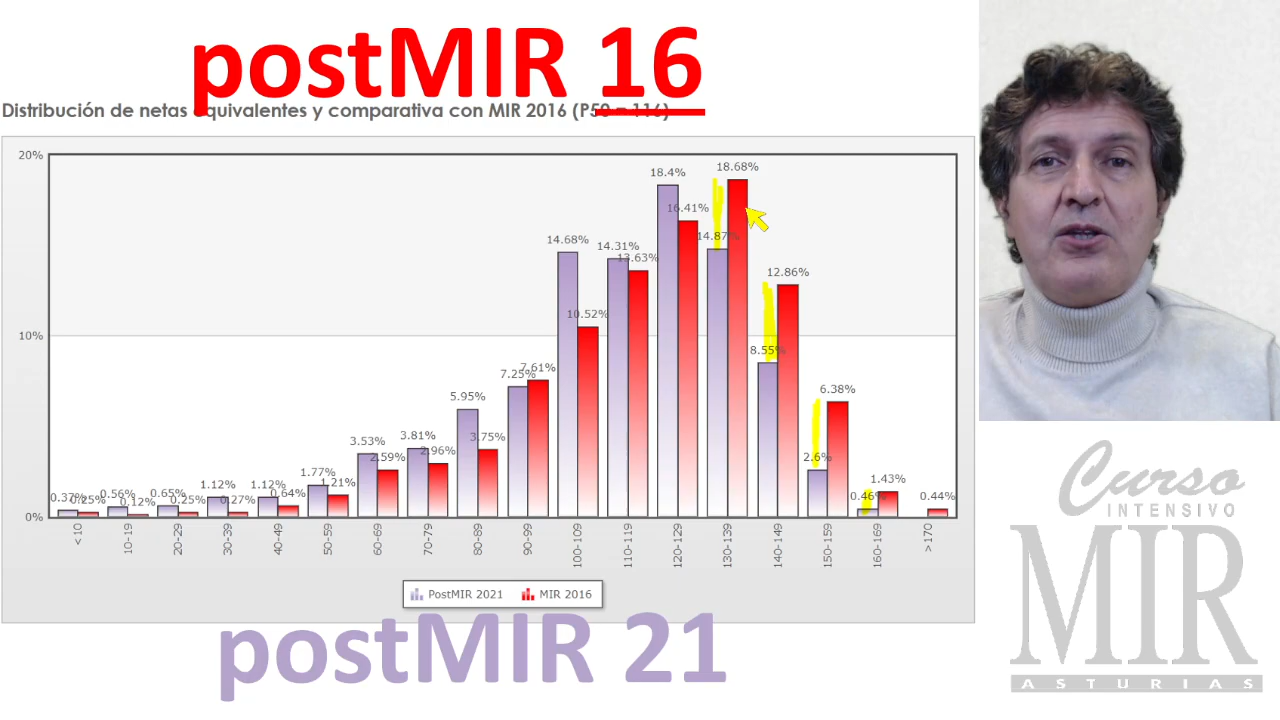 postMIR 16
Distribución de netas equivalentes y comparativa con MIR 2016 (P50 = 116)
20%
10%
0%
0.37% 0.25% 0.56% 0.12% 0.65% 0.25% 1.12% 0.27% 1.12% 0.64% 1.77% 1.21% 3.53% 2.59% 3.81% 2.96% 5.95% 3.75% 7.25% 7.61% 14.68% 10.52% 14.31% 13.63% 18.4% 16.41% 14.87% 18.68% 8.55% 12.86% 2.6% 6.38% 0.46% 1.43% 0.44%
< 10 10-19 20-29 30-39 40-49 50-59 60-69 70-79 80-89 90-99 100-109 110-119 120-129 130-139 140-149 150-159 160-169 > 170
PostMIR 2021 MIR 2016
postMIR 21
Curso
INTENSIVO
MIR
ASTURIAS